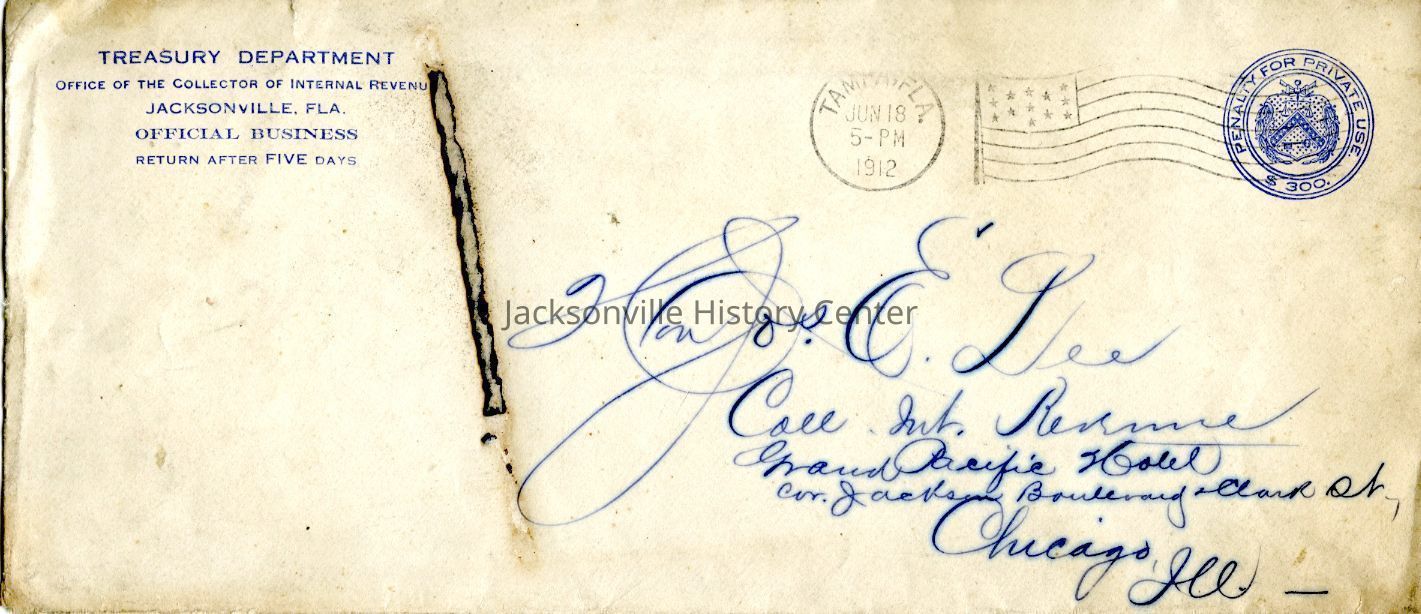 TREASURY DEPARTMENT
OFFICE OF THE COLLECTOR OF INTERNAL REVENU
JACKSONVILLE, FLA.
OFFICIAL BUSINESS
RETURN AFTER FIVE DAYS
TAMPA, FLA.
JUN 18
5-PM
1912
PENALTY FOR PRIVATE USE
$ 300.
Jacksonville History Center
Hon Jos. E. Lee
Coll. Int. Revenue
Grand Pacific Hotel
cor. Jackson Boulevard & Clark St.,
Chicago,
Ill. —